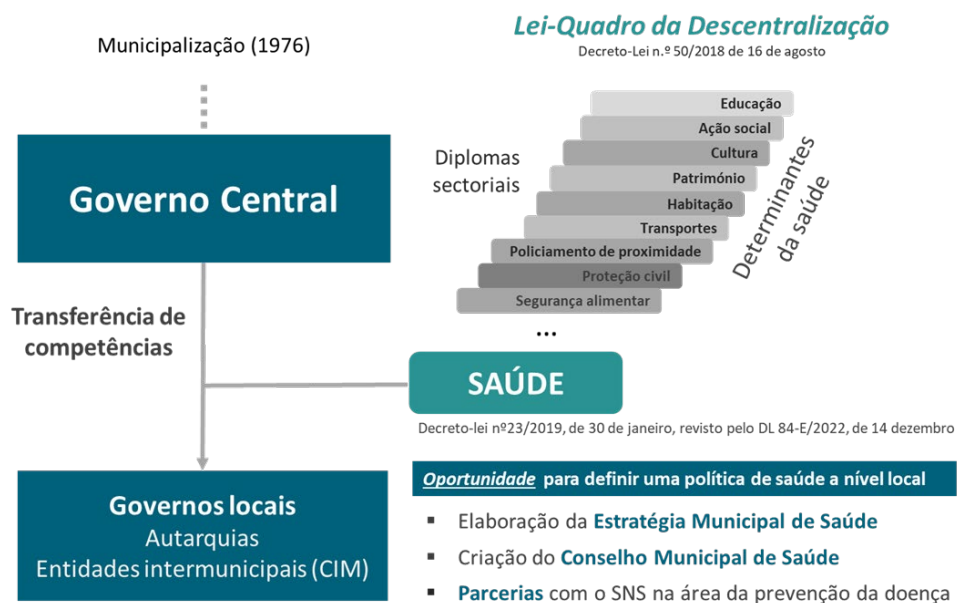 Municipalização (1976)
Governo Central
Transferência de
competências
Governos locais
Autarquias
Entidades intermunicipais (CIM)
Lei-Quadro da Descentralização
Decreto-Lei n.º 50/2018 de 16 de agosto
Diplomas
sectoriais
Educação
Ação social
Cultura
Património
Habitação
Transportes
Policiamento de proximidade
Proteção civil
Segurança alimentar
...
Determinantes
da saúde
SAÚDE
Decreto-lei nº23/2019, de 30 de janeiro, revisto pelo DL 84-E/2022, de 14 dezembro
Oportunidade para definir uma política de saúde a nível local
▪ Elaboração da Estratégia Municipal de Saúde
▪ Criação do Conselho Municipal de Saúde
▪ Parcerias com o SNS na área da prevenção da doença